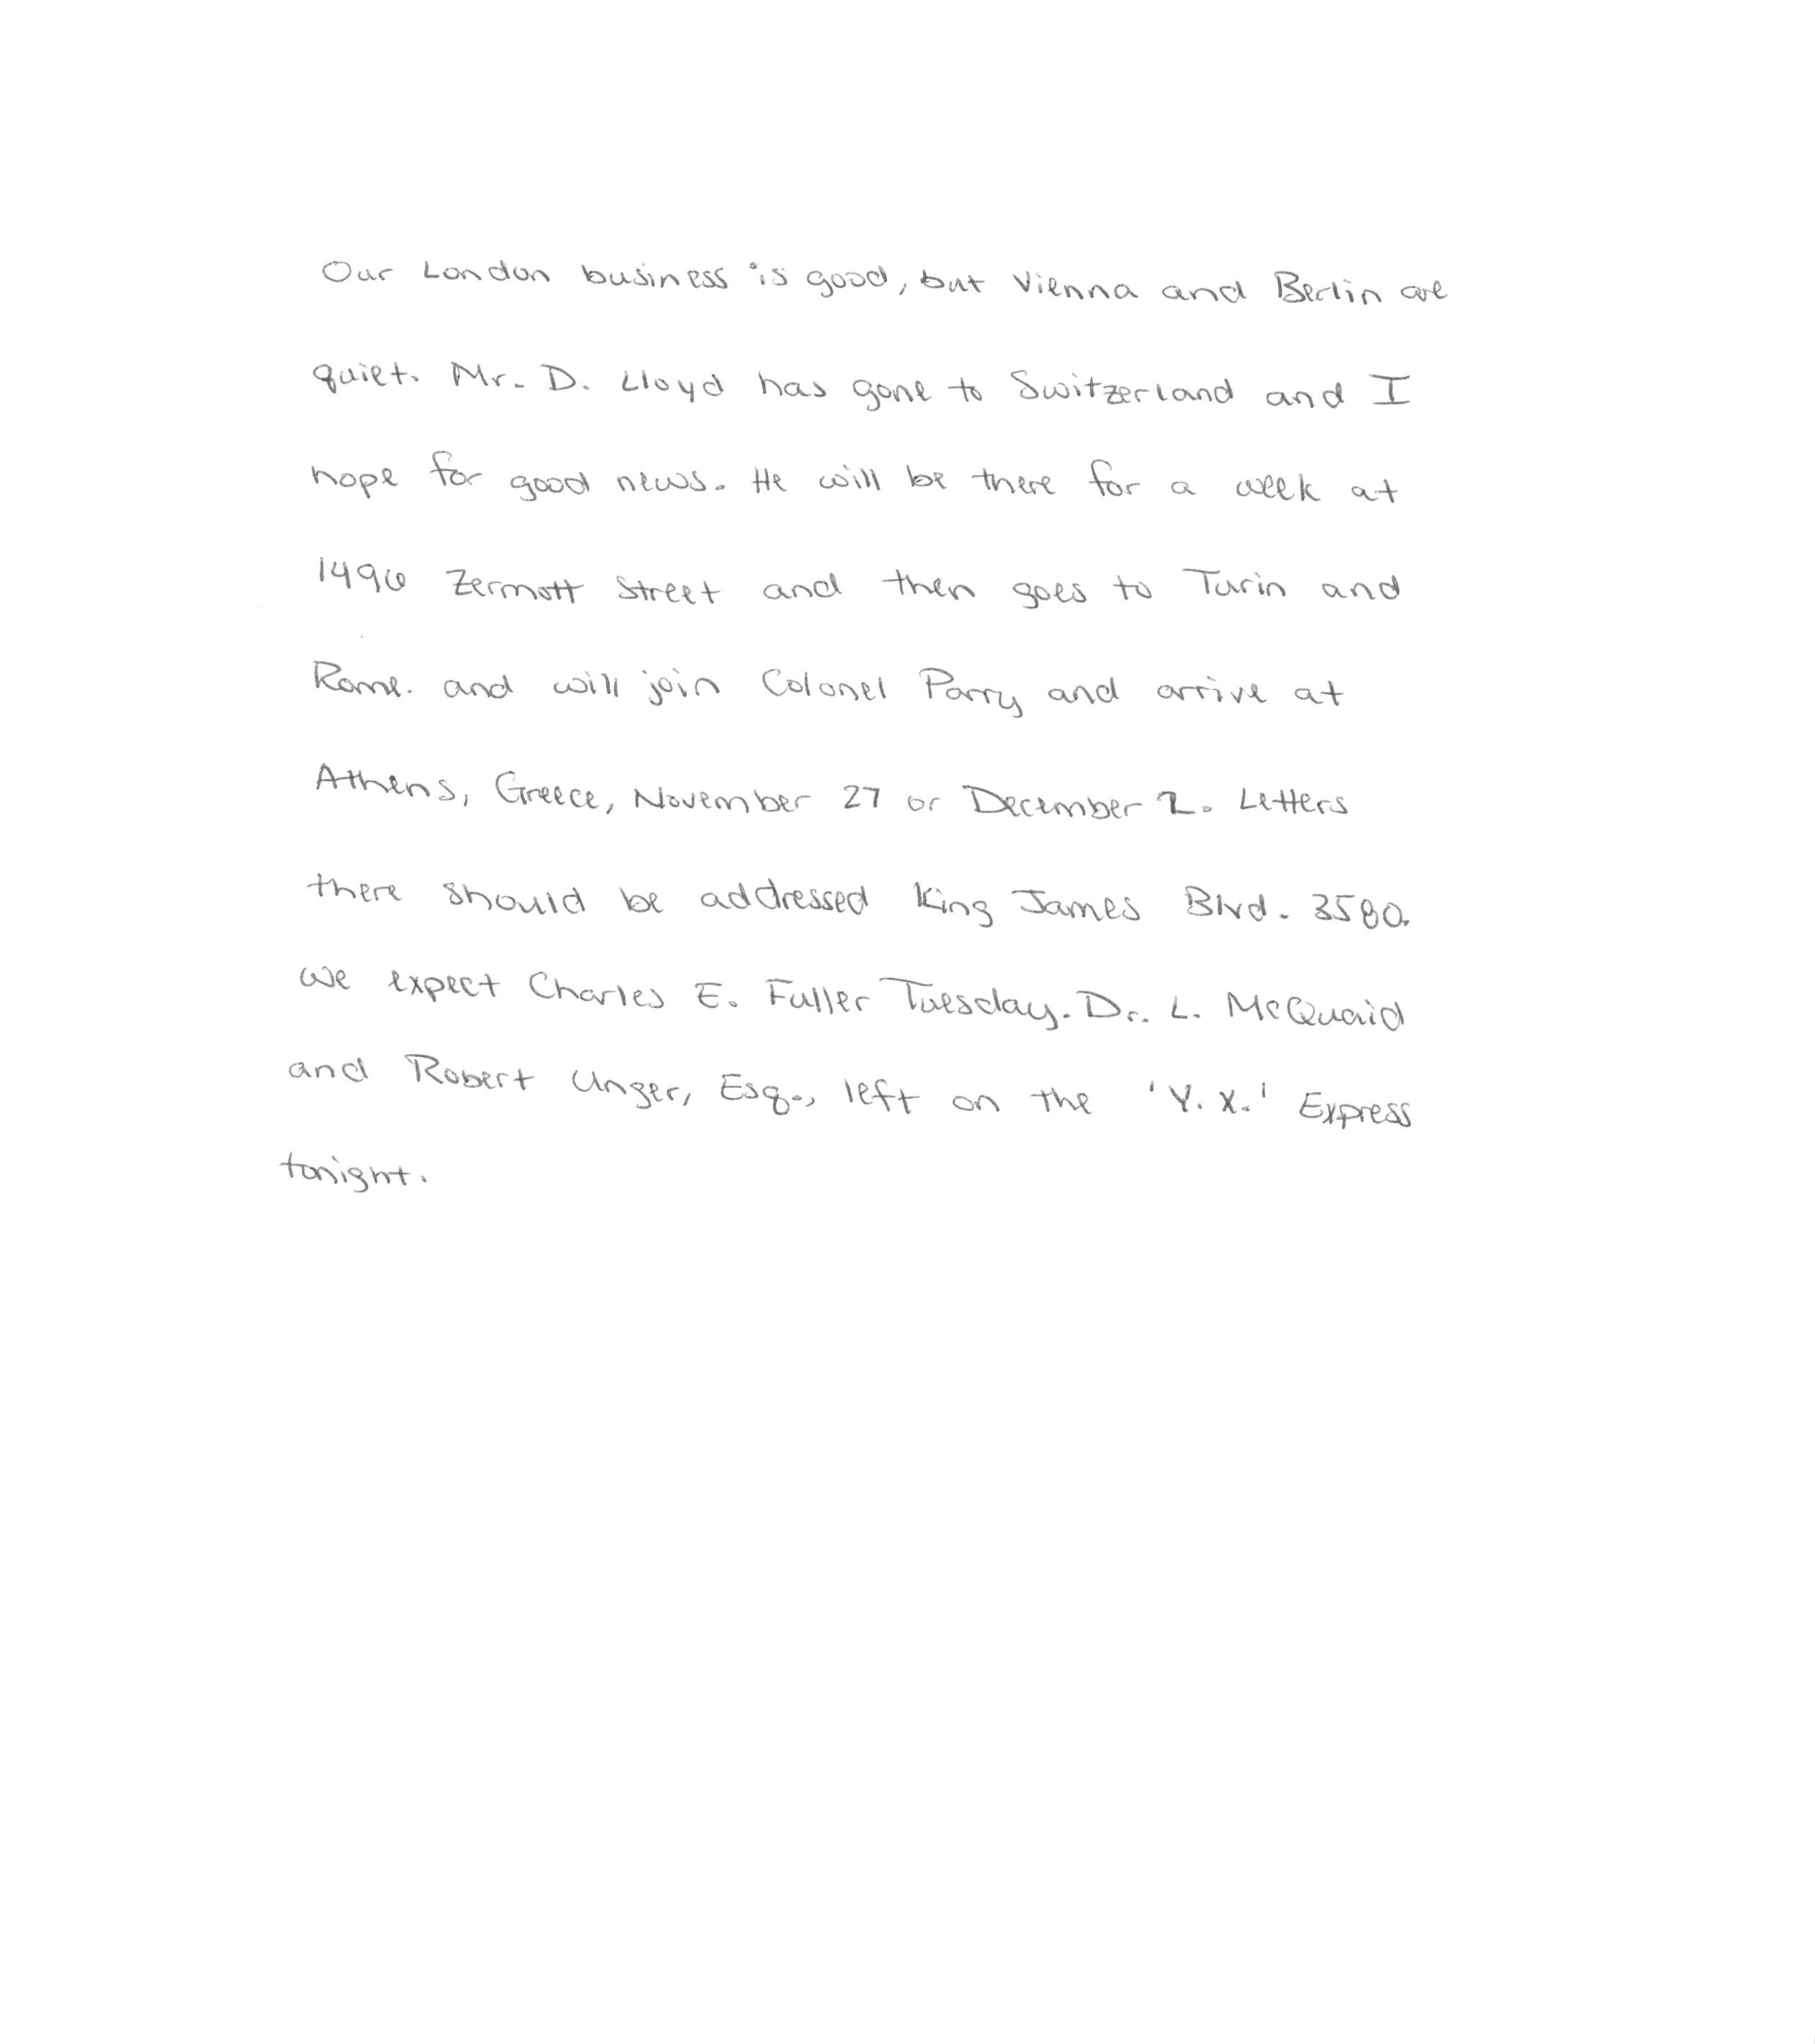 Our London business is good, but Vienna and Berlin are
quiet. Mr. D. Lloyd has gone to Switzerland and I
hope for good news. He will be there for a week at
1496 Zermott Street and then goes to Turin and
Rome. and will join Colonel Parry and arrive at
Athens, Greece, November 27 or December 2. Letters
there should be addressed King James Blvd. 3580.
We expect Charles E. Fuller Tuesday. Dr. L. McQuaid
and Robert Unger, Esq., left on the 'Y. X.' Express
tonight.